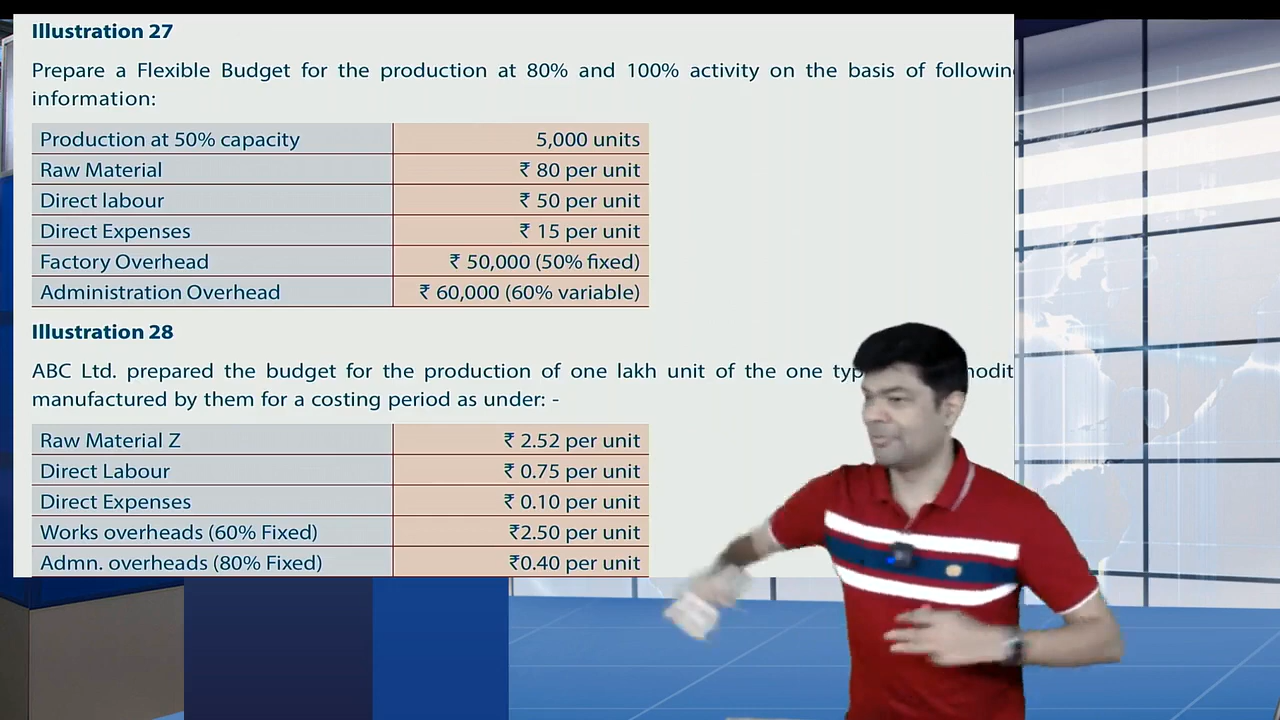 Illustration 27
Prepare a Flexible Budget for the production at 80% and 100% activity on the basis of
information:
Production at 50% capacity 5,000 units
Raw Material ₹ 80 per unit
Direct labour ₹ 50 per unit
Direct Expenses ₹ 15 per unit
Factory Overhead ₹ 50,000 (50% fixed)
Administration Overhead ₹ 60,000 (60% variable)
Illustration 28
ABC Ltd. prepared the budget for the production of one lakh unit of the one
manufactured by them for a costing period as under: -
Raw Material Z ₹ 2.52 per unit
Direct Labour ₹ 0.75 per unit
Direct Expenses ₹ 0.10 per unit
Works overheads (60% Fixed) ₹2.50 per unit
Admn. overheads (80% Fixed) ₹0.40 per unit